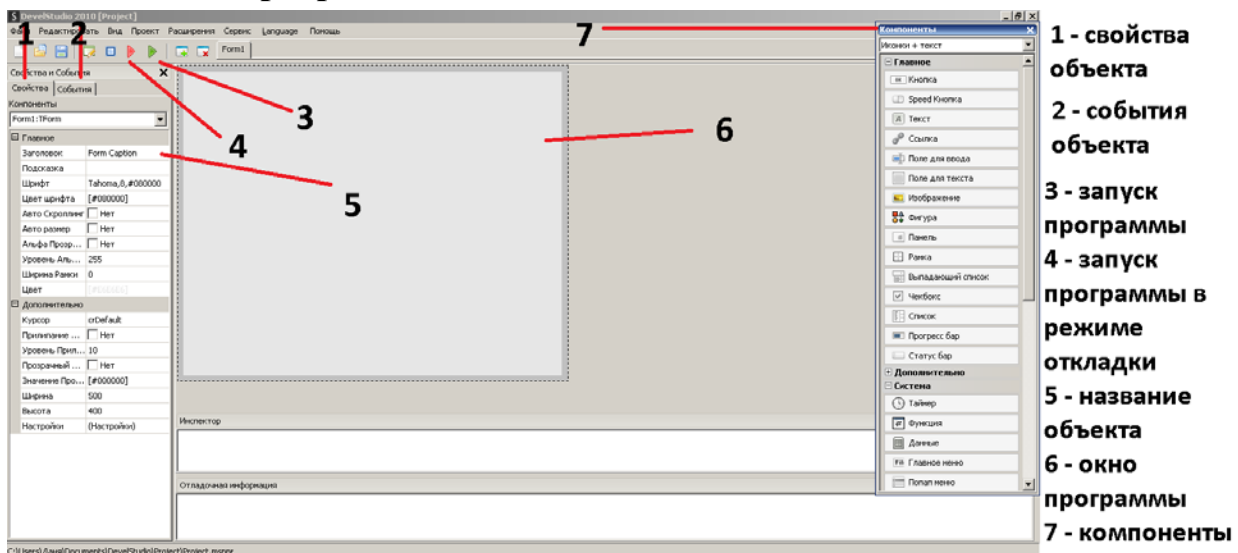 DevelStudio 2010 [Project]
Файл Редактировать Вид Проект Расширения Сервис Language Помощь
1 2 7
Form1
Свойства и События
Свойства События
Компоненты
Form1:TForm
Главное
Заголовок Form Caption
Подсказка
Шрифт Tahoma,8,#080000
Цвет шрифта [#000000]
Авто Скроллинг Нет
Авто размер Нет
Альфа Прозр... Нет
Уровень Аль... 255
Ширина Рамки 0
Цвет
Дополнительно
Курсор crDefault
Прилипание ... Нет
Уровень Прил... 10
Прозрачный ... Нет
Значение Про... [#000000]
Ширина 500
Высота 400
Настройки (Настройки)
3
4
5
6
Инспектор
Отладочная информация
Компоненты
Иконки + текст
Главное
Кнопка
Speed Кнопка
Текст
Ссылка
Поле для ввода
Поле для текста
Изображение
Фигура
Панель
Рамка
Выпадающий список
Чекбокс
Список
Прогресс бар
Статус бар
Дополнительно
Система
Таймер
Функция
Данные
Главное меню
Попап меню
1 - свойства
объекта
2 - события
объекта
3 - запуск
программы
4 - запуск
программы в
режиме
откладки
5 - название
объекта
6 - окно
программы
7 - компоненты